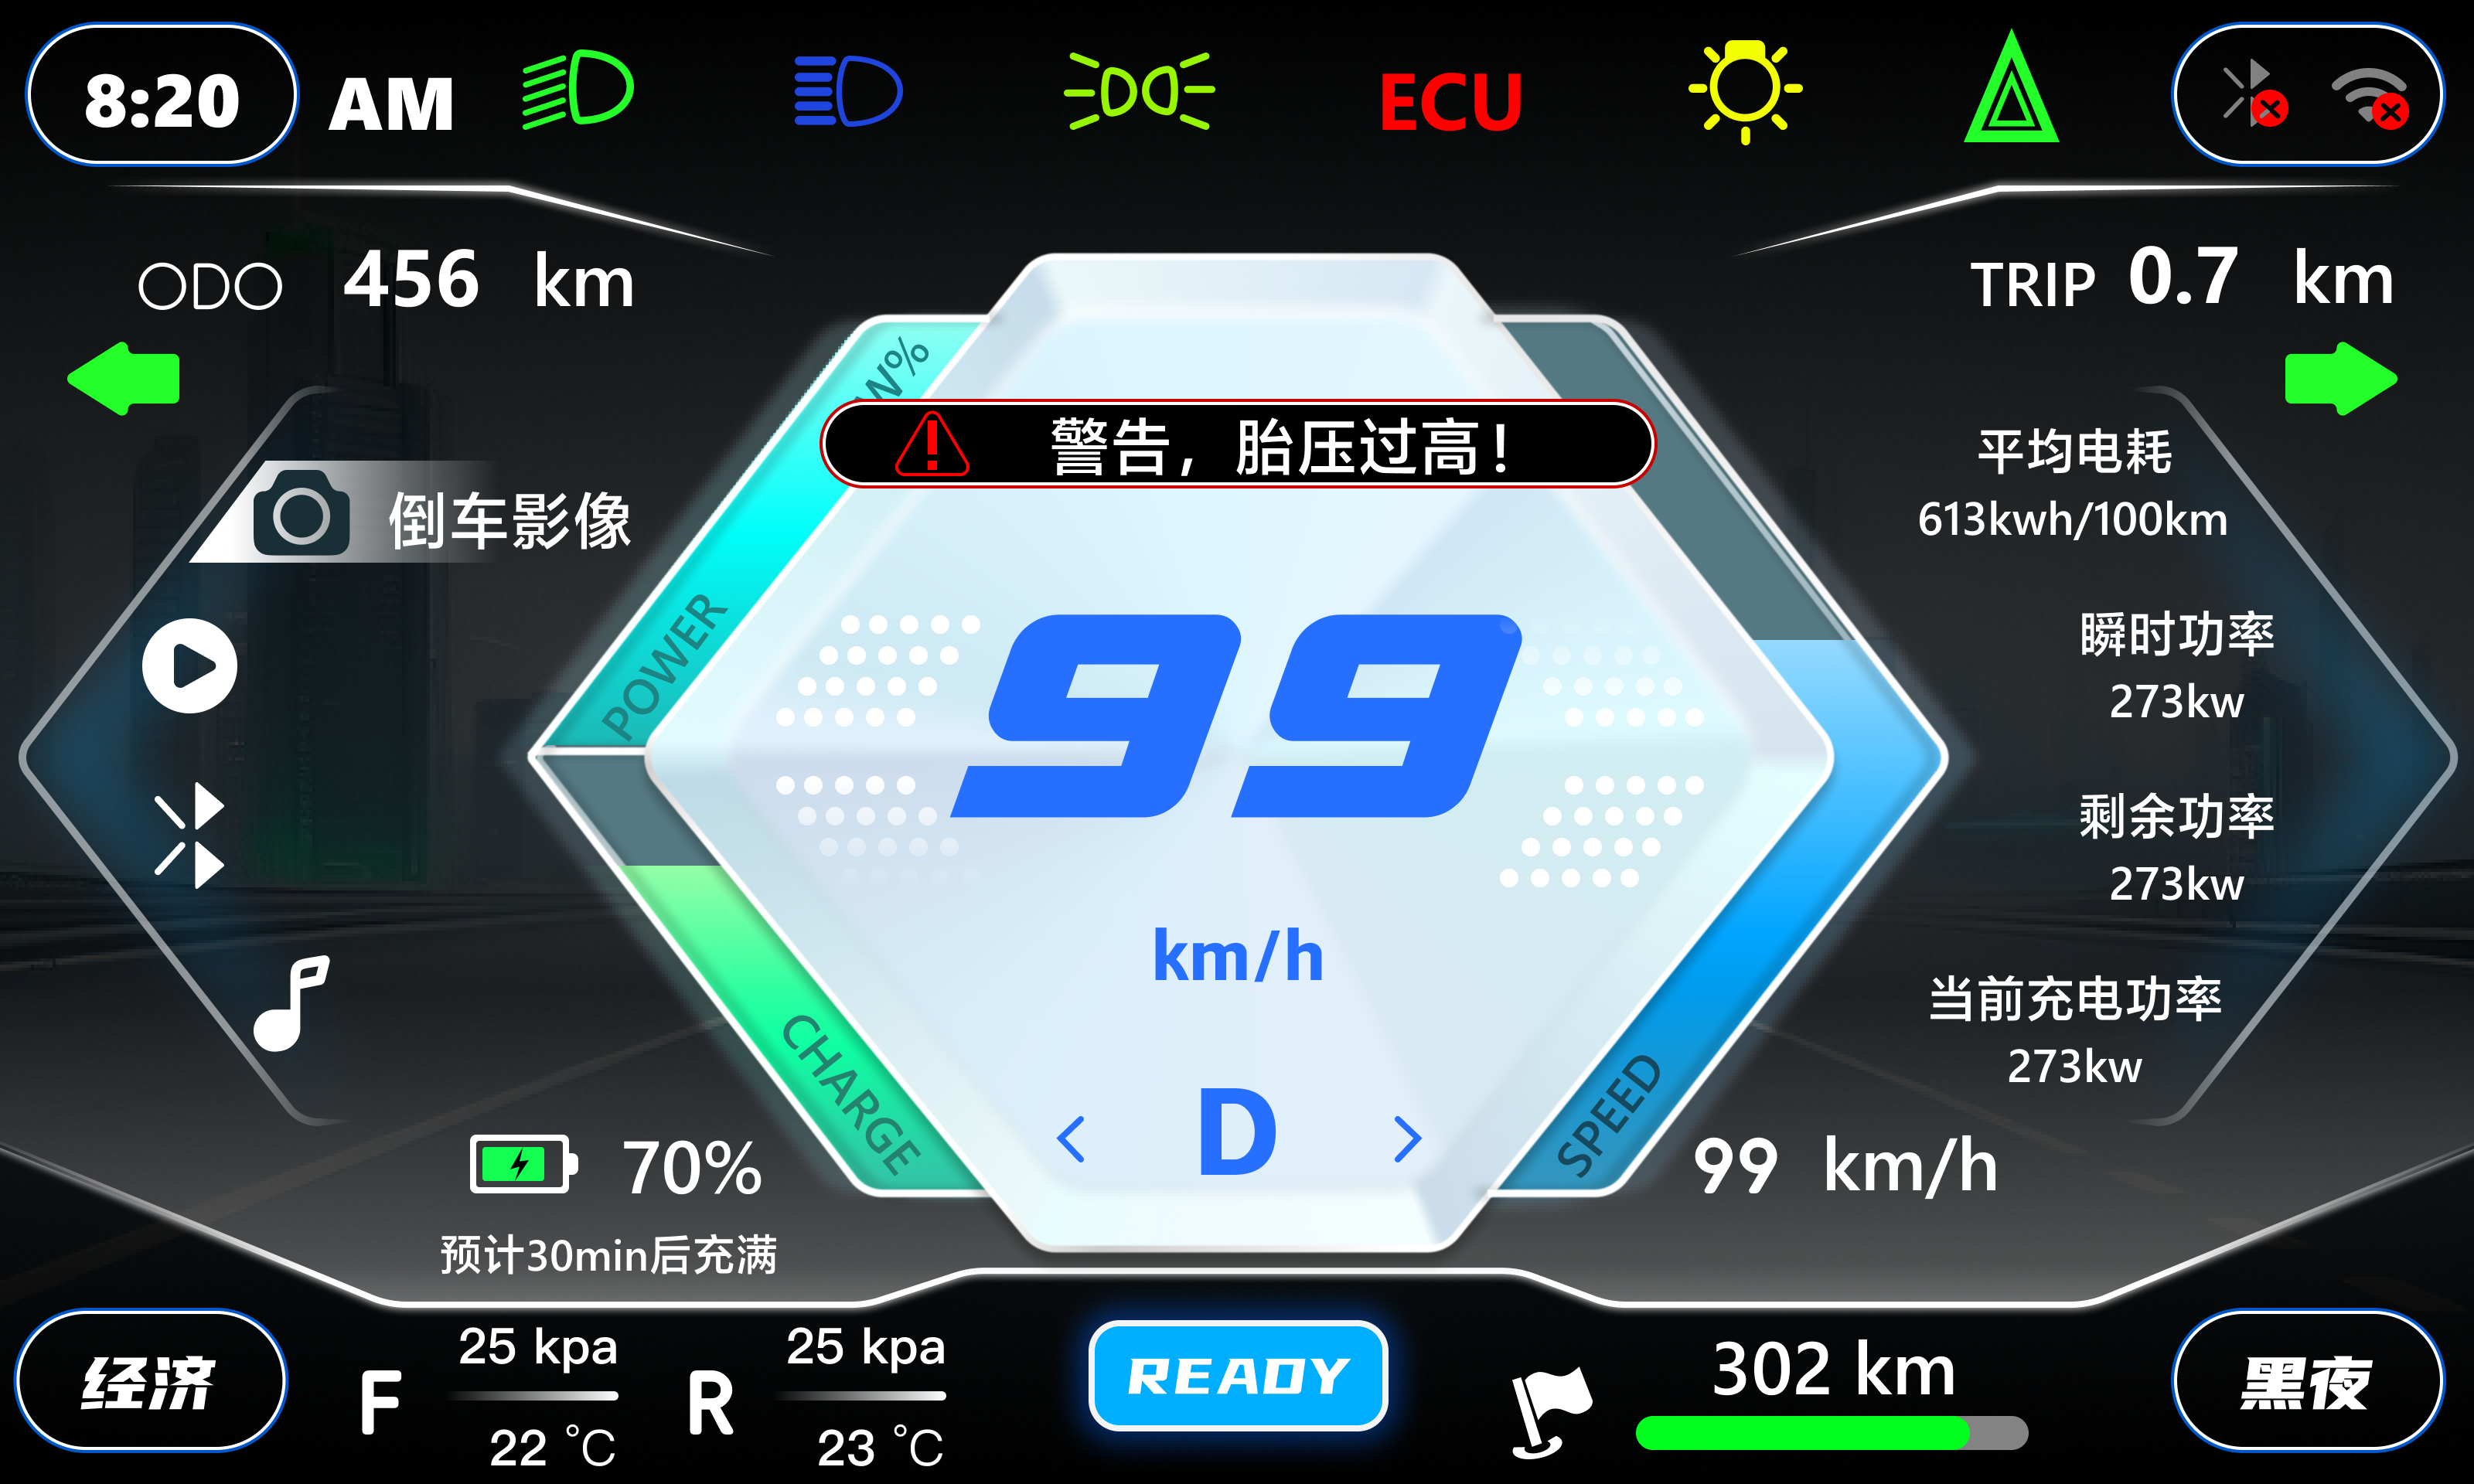 8:20 AM ECU
ODO 456 km
TRIP 0.7 km
W%
警告，胎压过高！
平均电耗
613kwh/100km
倒车影像
POWER
瞬时功率
273kw
99
剩余功率
273kw
km/h
当前充电功率
273kw
CHARGE
SPEED
D
70%
99 km/h
预计30min后充满
经济
F
25 kpa
22 °C
R
25 kpa
23 °C
READY
302 km
黑夜